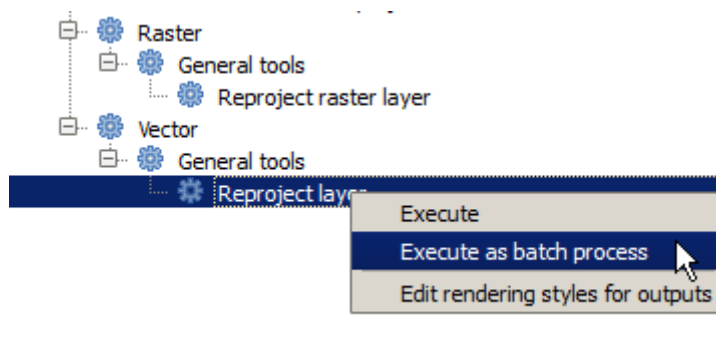 Raster
General tools
Reproject raster layer
Vector
General tools
Reproject layer
Execute
Execute as batch process
Edit rendering styles for outputs